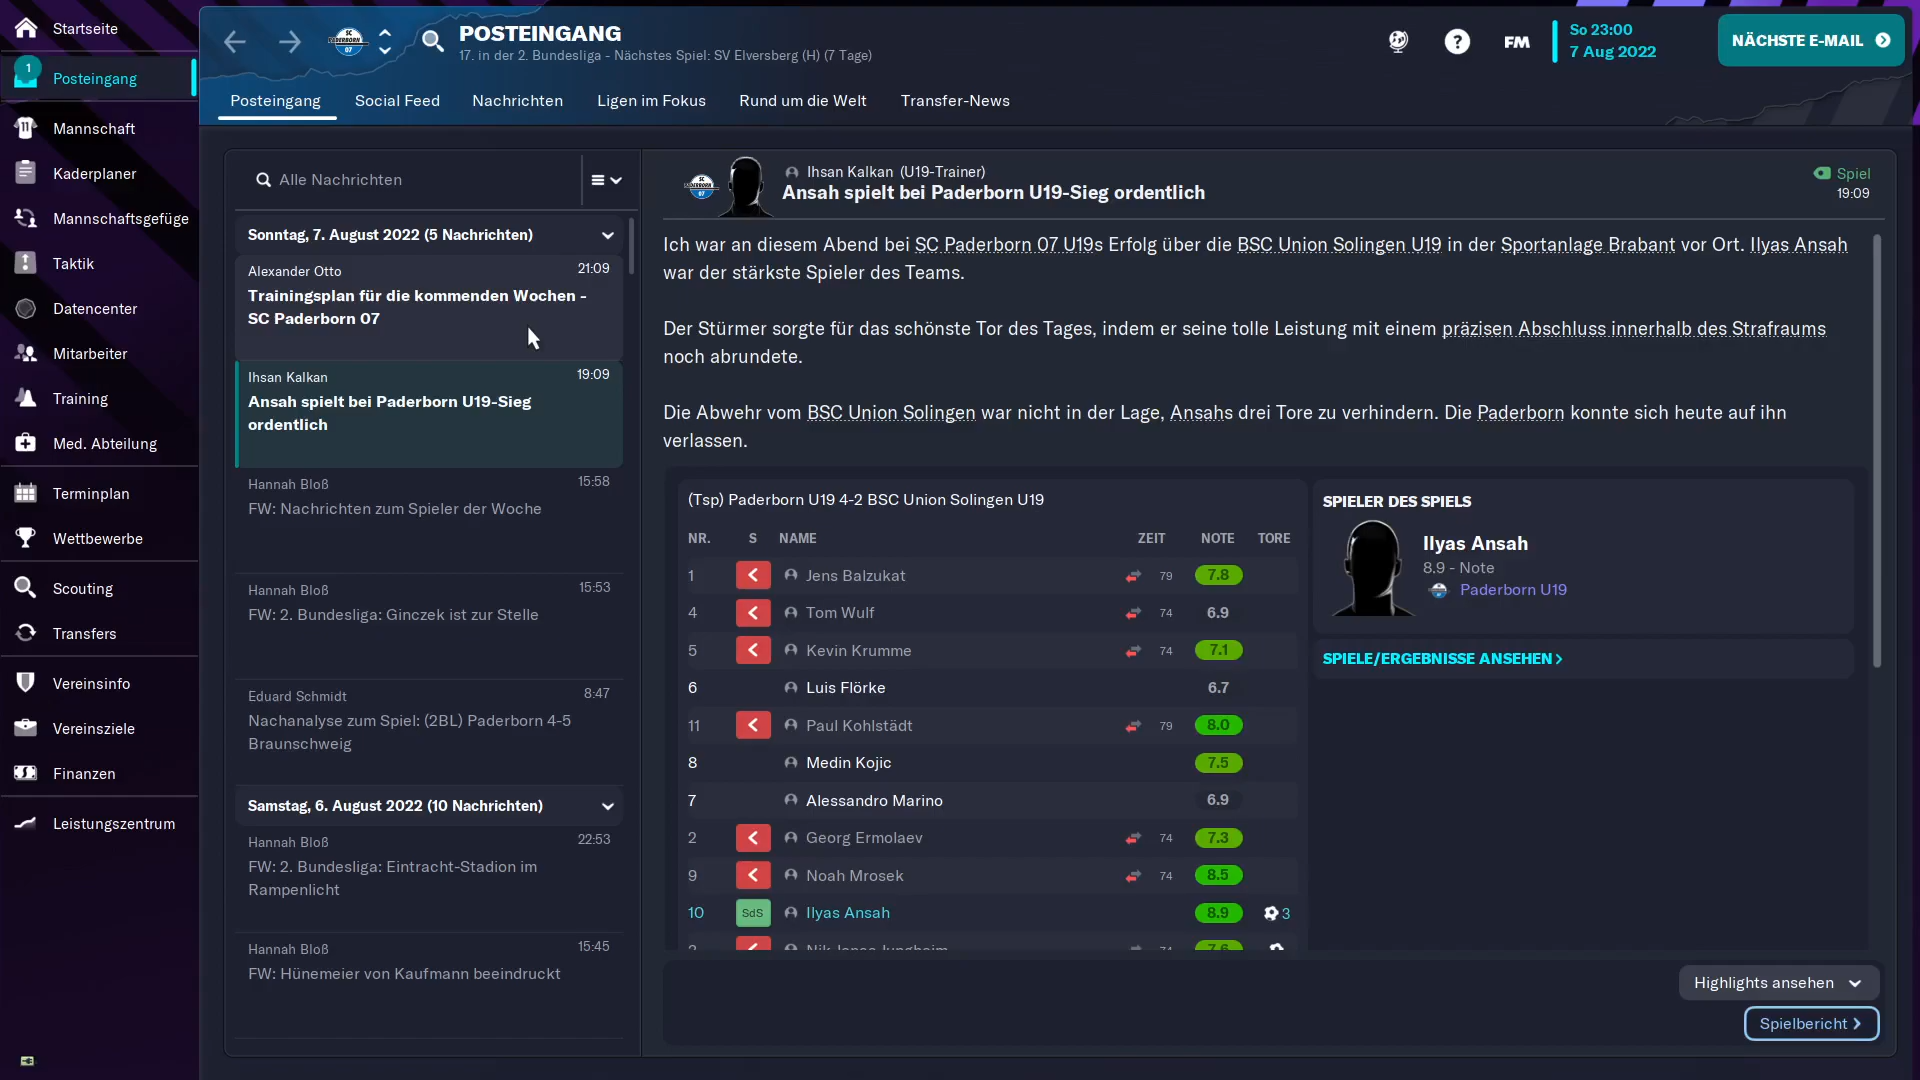 Startseite
1
Posteingang
Mannschaft
Kaderplaner
Mannschaftsgefüge
Taktik
Datencenter
Mitarbeiter
Training
Med. Abteilung
Terminplan
Wettbewerbe
Scouting
Transfers
Vereinsinfo
Vereinsziele
Finanzen
Leistungszentrum
POSTEINGANG
17. in der 2. Bundesliga - Nächstes Spiel: SV Elversberg (H) (7 Tage)
FM
So 23:00
7 Aug 2022
NÄCHSTE E-MAIL
Posteingang Social Feed Nachrichten Ligen im Fokus Rund um die Welt Transfer-News
Alle Nachrichten
Sonntag, 7. August 2022 (5 Nachrichten)
Alexander Otto 21:09
Trainingsplan für die kommenden Wochen -
SC Paderborn 07
Ihsan Kalkan 19:09
Ansah spielt bei Paderborn U19-Sieg
ordentlich
Hannah Bloß 15:58
FW: Nachrichten zum Spieler der Woche
Hannah Bloß 15:53
FW: 2. Bundesliga: Ginczek ist zur Stelle
Eduard Schmidt 8:47
Nachanalyse zum Spiel: (2BL) Paderborn 4-5
Braunschweig
Samstag, 6. August 2022 (10 Nachrichten)
Hannah Bloß 22:53
FW: 2. Bundesliga: Eintracht-Stadion im
Rampenlicht
Hannah Bloß 15:45
FW: Hünemeier von Kaufmann beeindruckt
Ihsan Kalkan (U19-Trainer)
Ansah spielt bei Paderborn U19-Sieg ordentlich
Spiel
19:09
Ich war an diesem Abend bei SC Paderborn 07 U19s Erfolg über die BSC Union Solingen U19 in der Sportanlage Brabant vor Ort. Ilyas Ansah
war der stärkste Spieler des Teams.
Der Stürmer sorgte für das schönste Tor des Tages, indem er seine tolle Leistung mit einem präzisen Abschluss innerhalb des Strafraums
noch abrundete.
Die Abwehr vom BSC Union Solingen war nicht in der Lage, Ansahs drei Tore zu verhindern. Die Paderborn konnte sich heute auf ihn
verlassen.
(Tsp) Paderborn U19 4-2 BSC Union Solingen U19
NR. S NAME ZEIT NOTE TORE
1 Jens Balzukat 79 7.8
4 Tom Wulf 74 6.9
5 Kevin Krumme 74 7.1
6 Luis Flörke 6.7
11 Paul Kohlstädt 79 8.0
8 Medin Kojic 7.5
7 Alessandro Marino 6.9
2 Georg Ermolaev 74 7.3
9 Noah Mrosek 74 8.5
10 SdS Ilyas Ansah 8.9 3
SPIELER DES SPIELS
Ilyas Ansah
8.9 - Note
Paderborn U19
SPIELE/ERGEBNISSE ANSEHEN
Highlights ansehen
Spielbericht